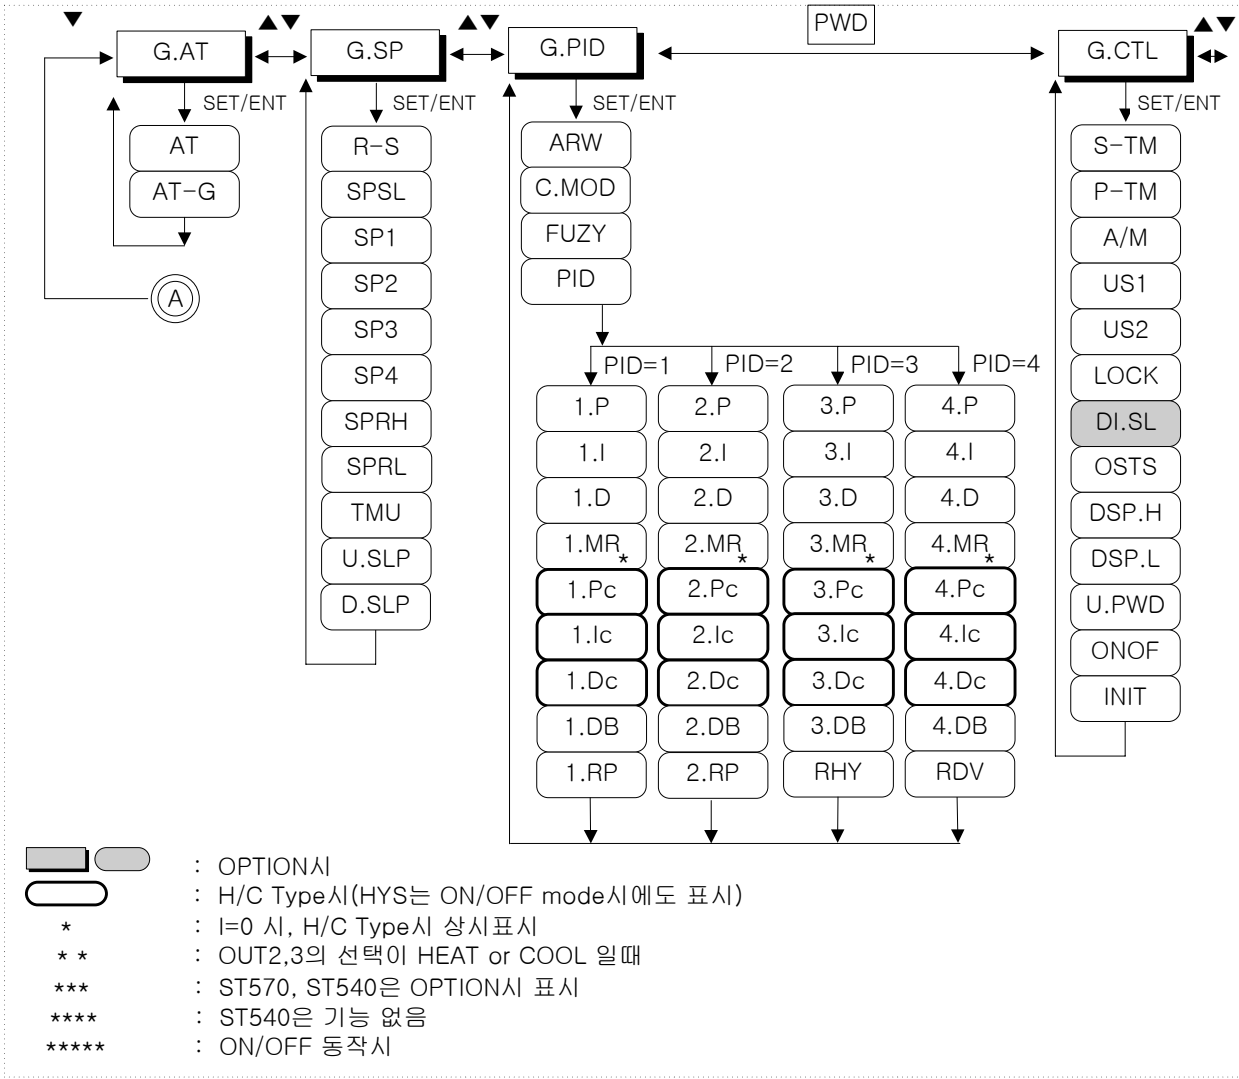 ▼ ▲▼ ▲▼ PWD ▲▼
G.AT G.SP G.PID G.CTL
SET/ENT SET/ENT SET/ENT SET/ENT
AT
AT-G
A
R-S
SPSL
SP1
SP2
SP3
SP4
SPRH
SPRL
TMU
U.SLP
D.SLP
ARW
C.MOD
FUZY
PID
PID=1 PID=2 PID=3 PID=4
1.P 2.P 3.P 4.P
1.I 2.I 3.I 4.I
1.D 2.D 3.D 4.D
1.MR* 2.MR* 3.MR* 4.MR*
1.Pc 2.Pc 3.Pc 4.Pc
1.Ic 2.Ic 3.Ic 4.Ic
1.Dc 2.Dc 3.Dc 4.Dc
1.DB 2.DB 3.DB 4.DB
1.RP 2.RP RHY RDV
S-TM
P-TM
A/M
US1
US2
LOCK
DI.SL
OSTS
DSP.H
DSP.L
U.PWD
ONOF
INIT
: OPTION시
: H/C Type시(HYS는 ON/OFF mode시에도 표시)
* : I=0 시, H/C Type시 상시표시
* * : OUT2,3의 선택이 HEAT or COOL 일때
*** : ST570, ST540은 OPTION시 표시
**** : ST540은 기능 없음
***** : ON/OFF 동작시